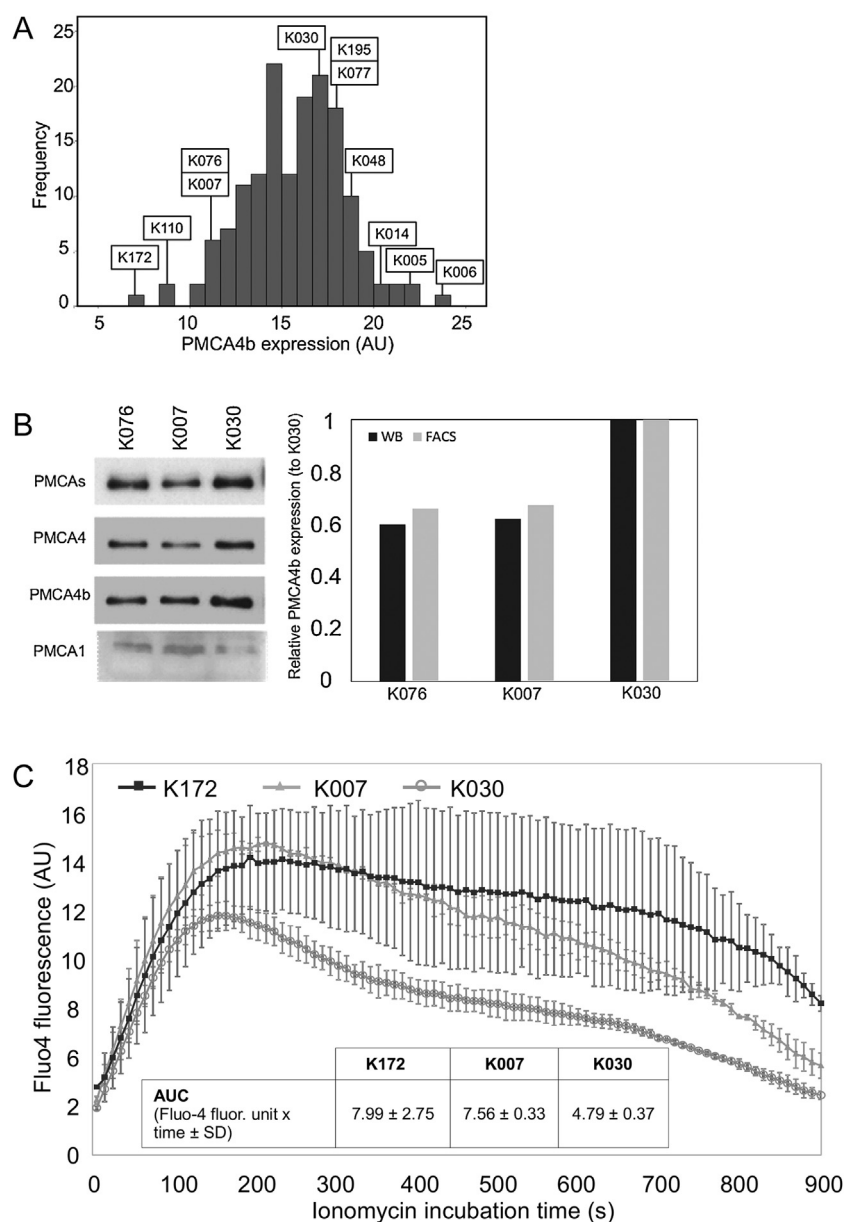 A
25
20
15
10
5
0
Frequency
K030
K195
K077
K076
K007
K048
K110
K172
K014
K005
K006
5 10 15 20 25
PMCA4b expression (AU)
B
K076 K007 K030
PMCAs
PMCA4
PMCA4b
PMCA1
Relative PMCA4b expression (to K030)
1
0.8
0.6
0.4
0.2
0
WB FACS
K076 K007 K030
C
18
16
14
12
10
8
6
4
2
0
Fluo4 fluorescence (AU)
K172 K007 K030
K172 K007 K030
AUC
(Fluo-4 fluor. unit x
time ± SD)
7.99 ± 2.75 7.56 ± 0.33 4.79 ± 0.37
0 100 200 300 400 500 600 700 800 900
Ionomycin incubation time (s)